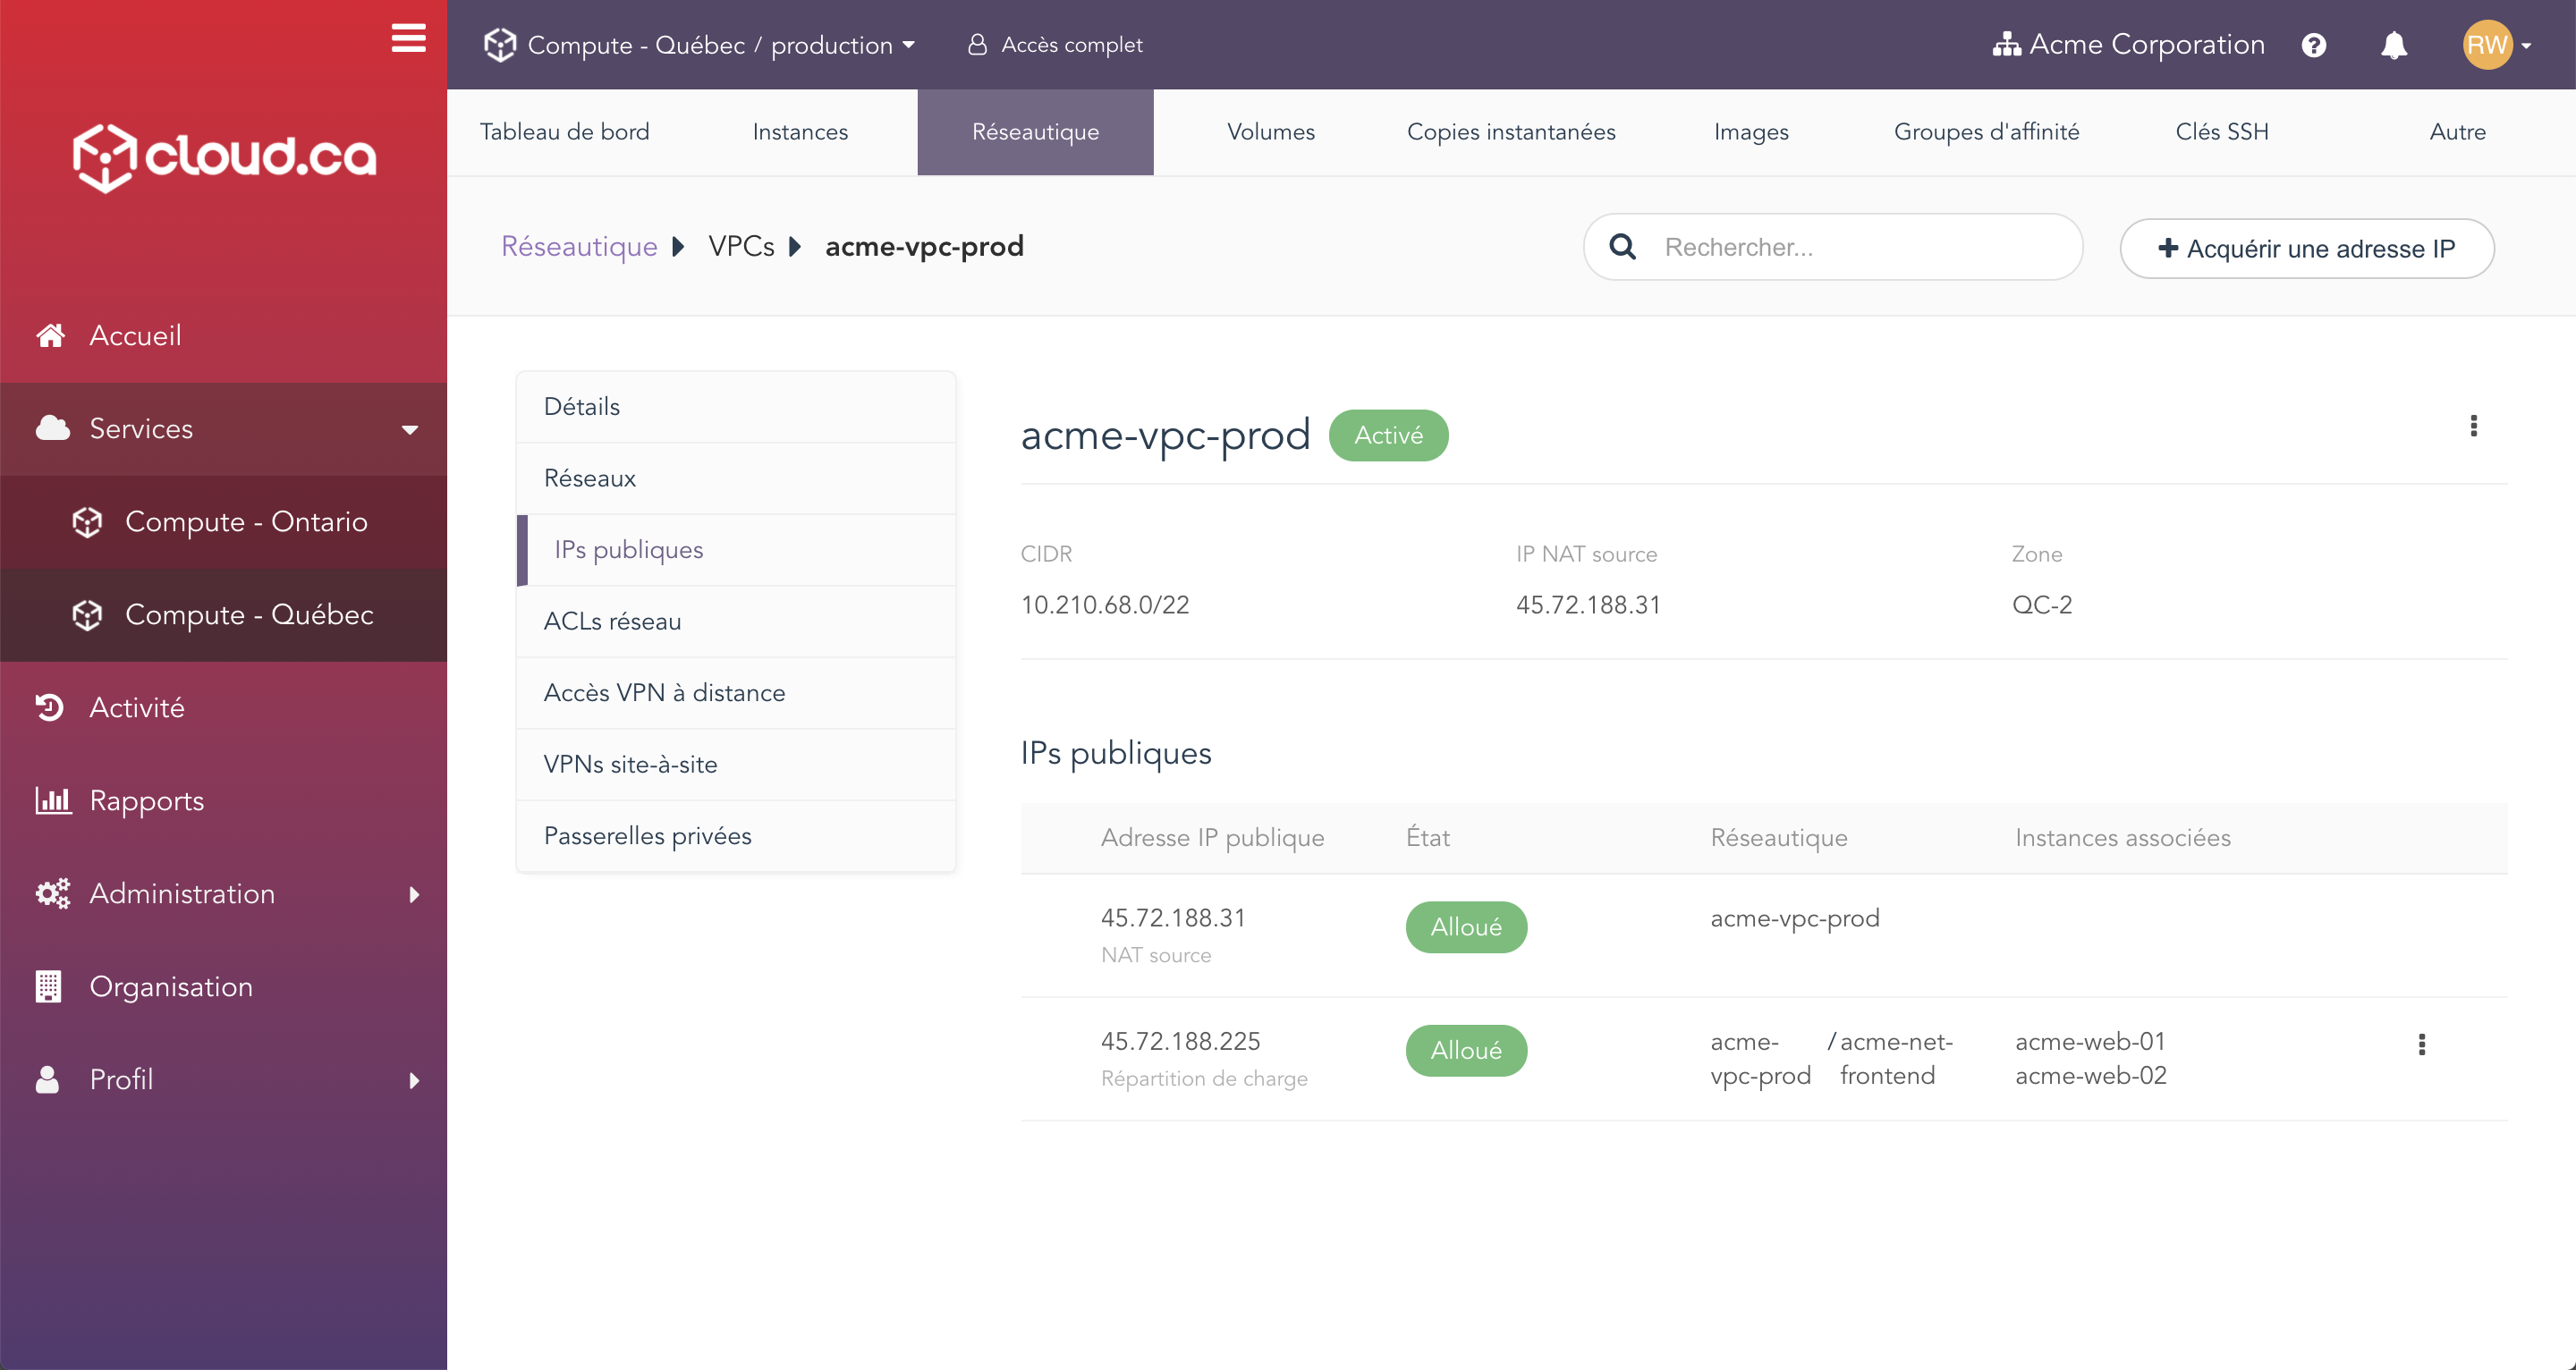 cloud.ca
Compute - Québec / production
Accès complet
Acme Corporation
RW
Tableau de bord
Instances
Réseautique
Volumes
Copies instantanées
Images
Groupes d'affinité
Clés SSH
Autre
Réseautique
VPCs
acme-vpc-prod
Rechercher...
Acquérir une adresse IP
Accueil
Services
Compute - Ontario
Compute - Québec
Activité
Rapports
Administration
Organisation
Profil
Détails
Réseaux
IPs publiques
ACLs réseau
Accès VPN à distance
VPNs site-à-site
Passerelles privées
acme-vpc-prod
Activé
CIDR
10.210.68.0/22
IP NAT source
45.72.188.31
Zone
QC-2
IPs publiques
Adresse IP publique
État
Réseautique
Instances associées
45.72.188.31
NAT source
Alloué
acme-vpc-prod
45.72.188.225
Répartition de charge
Alloué
acme-
vpc-prod
/ acme-net-
frontend
acme-web-01
acme-web-02